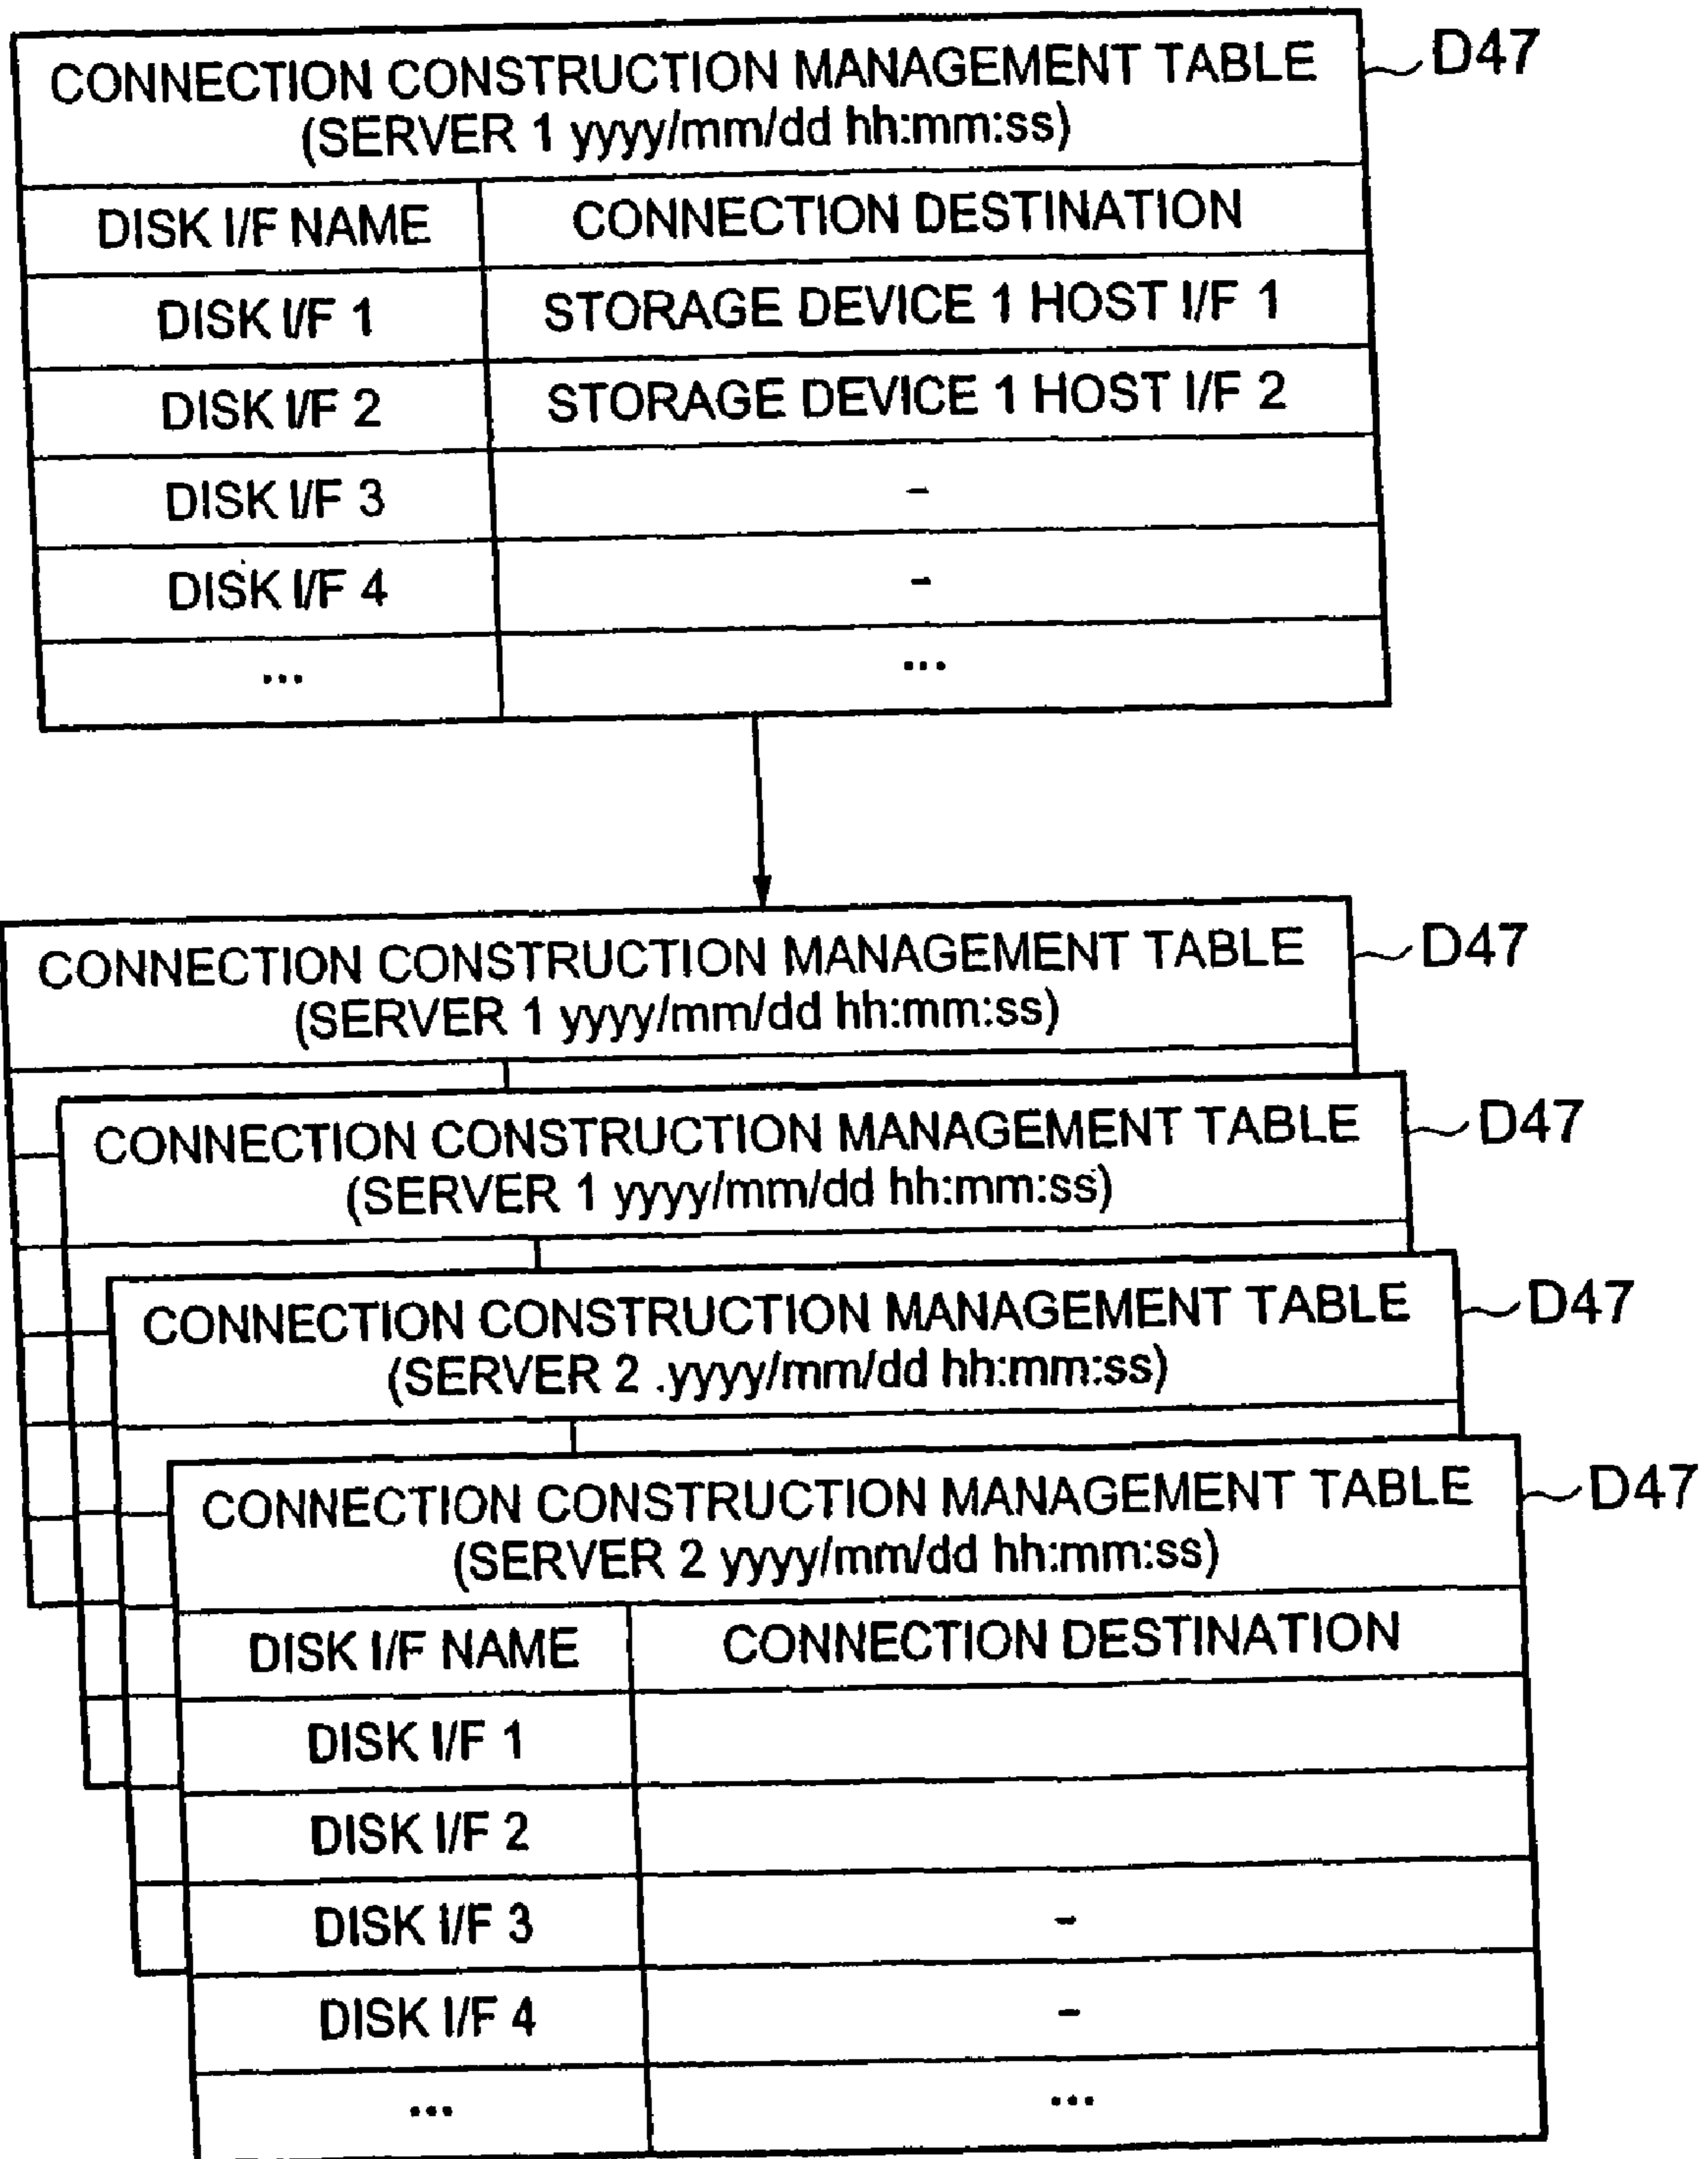 CONNECTION CONSTRUCTION MANAGEMENT TABLE D47
(SERVER 1 yyyy/mm/dd hh:mm:ss)
DISK I/F NAME CONNECTION DESTINATION
DISK I/F 1 STORAGE DEVICE 1 HOST I/F 1
DISK I/F 2 STORAGE DEVICE 1 HOST I/F 2
DISK I/F 3 -
DISK I/F 4 -
... ...
CONNECTION CONSTRUCTION MANAGEMENT TABLE D47
(SERVER 1 yyyy/mm/dd hh:mm:ss)
CONNECTION CONSTRUCTION MANAGEMENT TABLE D47
(SERVER 1 yyyy/mm/dd hh:mm:ss)
CONNECTION CONSTRUCTION MANAGEMENT TABLE D47
(SERVER 2 .yyyy/mm/dd hh:mm:ss)
CONNECTION CONSTRUCTION MANAGEMENT TABLE D47
(SERVER 2 yyyy/mm/dd hh:mm:ss)
DISK I/F NAME CONNECTION DESTINATION
DISK I/F 1
DISK I/F 2
DISK I/F 3 -
DISK I/F 4 -
... ...